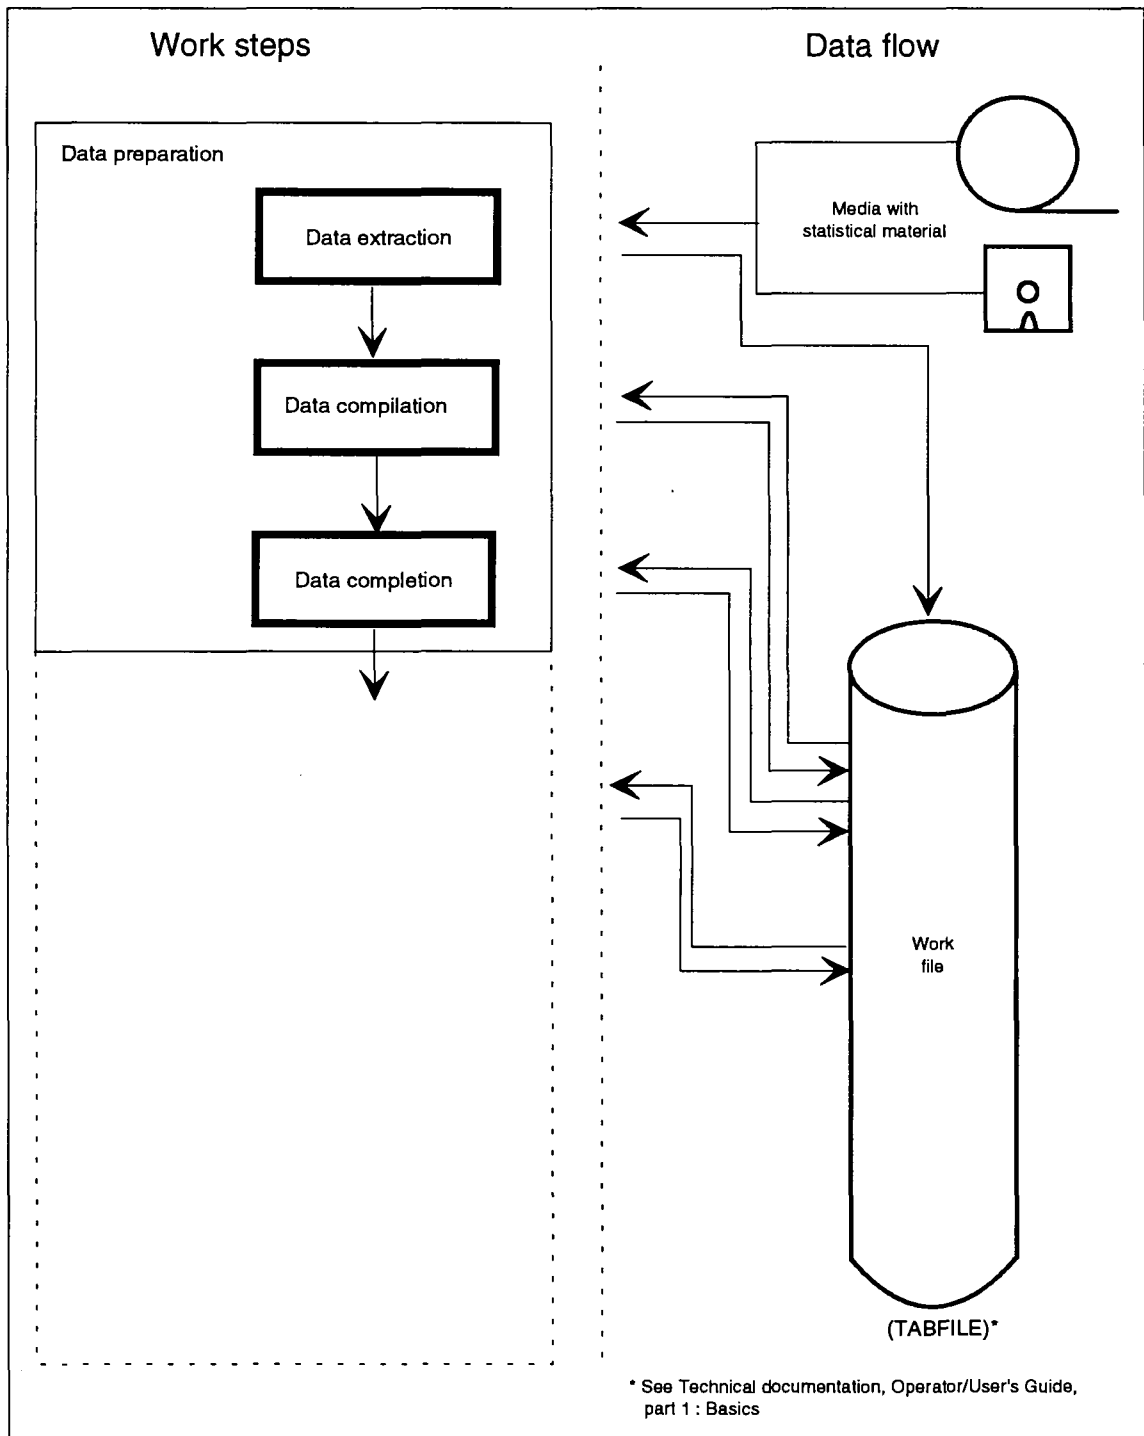 Work steps
Data flow
Data preparation
Data extraction
Media with
statistical material
Data compilation
Data completion
Work
file
(TABFILE)*
* See Technical documentation, Operator/User's Guide,
part 1 : Basics